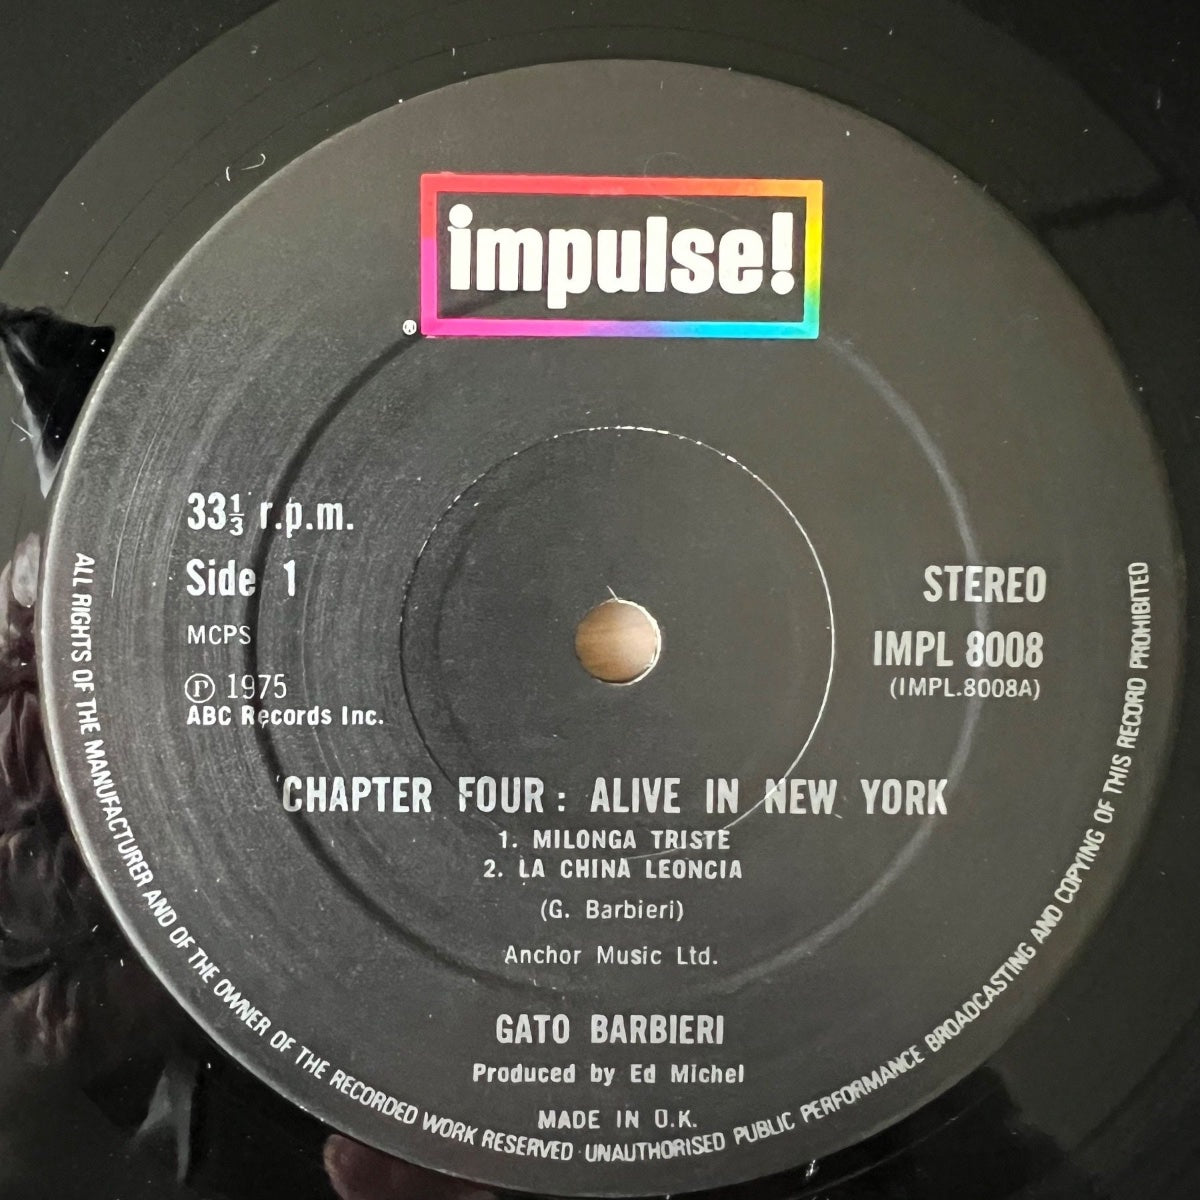 impulse!
®
33⅓ r.p.m.
Side 1
MCPS
Ⓟ 1975
ABC Records Inc.
STEREO
IMPL 8008
(IMPL.8008A)
CHAPTER FOUR : ALIVE IN NEW YORK
1. MILONGA TRISTE
2. LA CHINA LEONCIA
(G. Barbieri)
Anchor Music Ltd.
GATO BARBIERI
Produced by Ed Michel
MADE IN U.K.
ALL RIGHTS OF THE MANUFACTURER AND OF THE OWNER OF THE RECORDED WORK RESERVED · UNAUTHORISED PUBLIC PERFORMANCE BROADCASTING AND COPYING OF THIS RECORD PROHIBITED